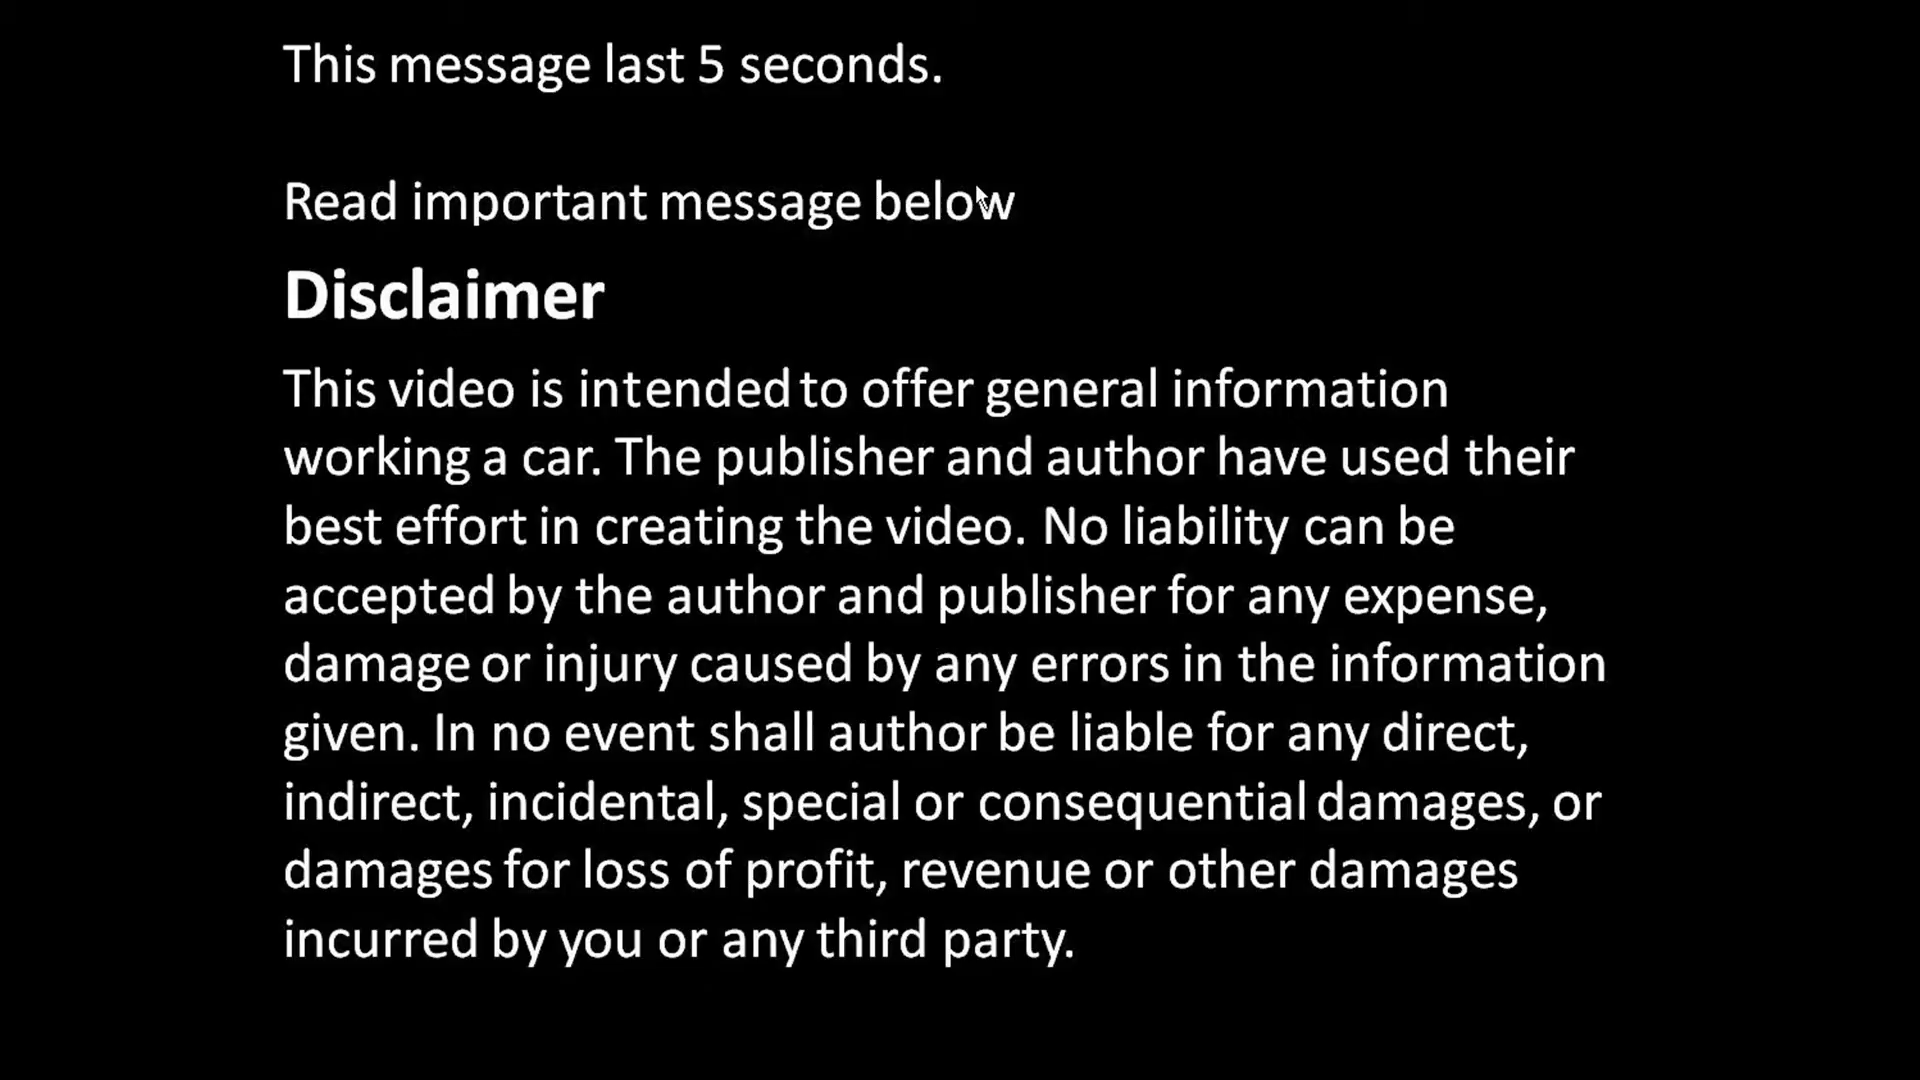 This message last 5 seconds.
Read important message below
Disclaimer
This video is intended to offer general information
working a car. The publisher and author have used their
best effort in creating the video. No liability can be
accepted by the author and publisher for any expense,
damage or injury caused by any errors in the information
given. In no event shall author be liable for any direct,
indirect, incidental, special or consequential damages, or
damages for loss of profit, revenue or other damages
incurred by you or any third party.